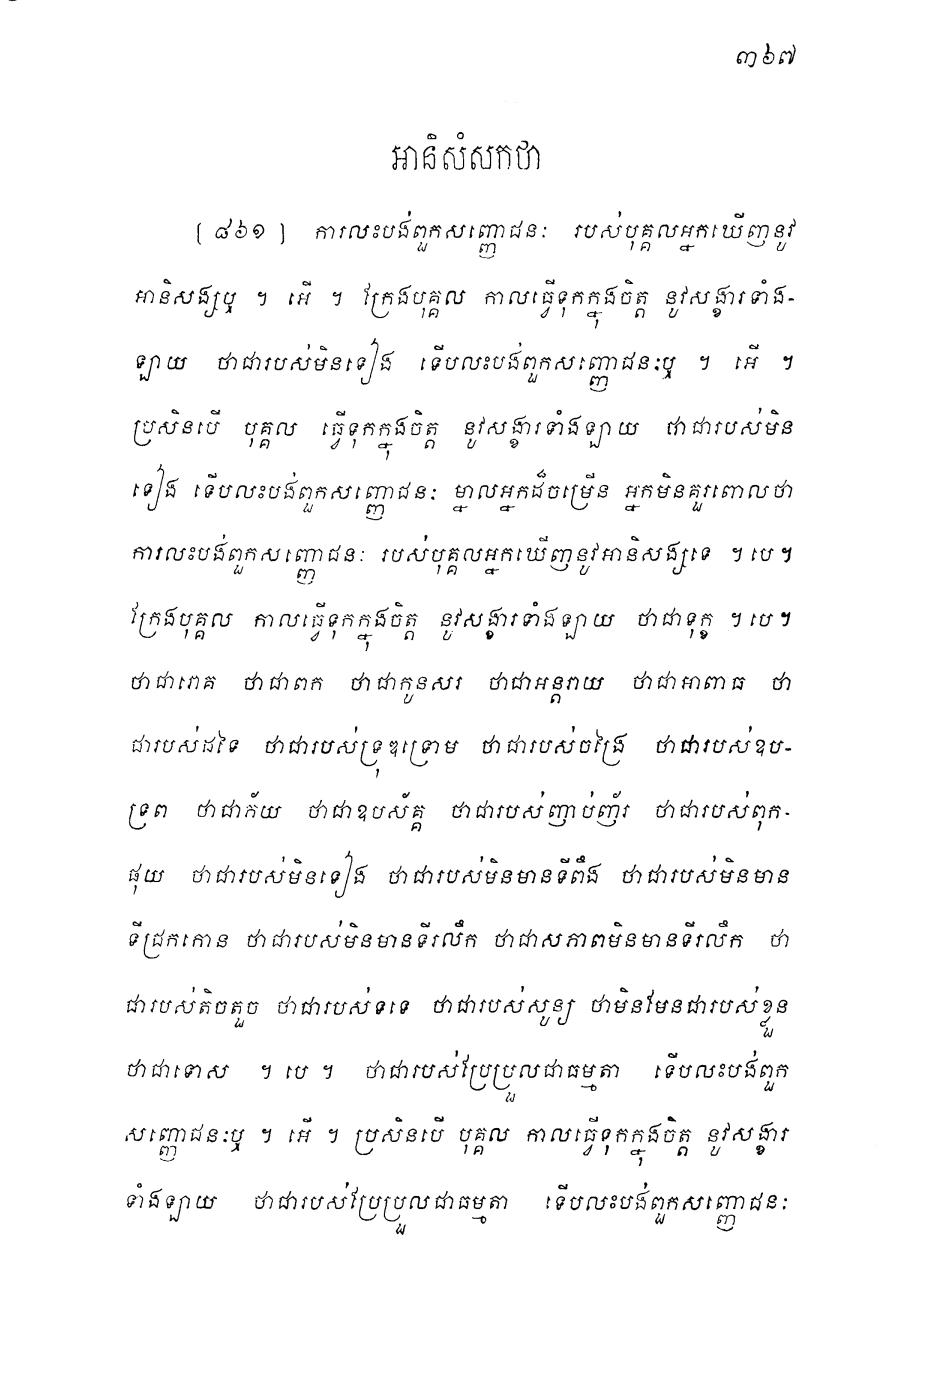 ៣៦៧
អានិសំសកថា
[ ៨៦១ ] ការលះបង់ពួកសញ្ញោជនៈ របស់បុគ្គលអ្នកឃើញនូវ
អានិសង្សឬ ។ អើ ។ ក្រែងបុគ្គល កាលធ្វើទុកក្នុងចិត្ត នូវសង្ខារទាំង-
ឡាយ ថាជារបស់មិនទៀង ទើបលះបង់ពួកសញ្ញោជនៈឬ ។ អើ ។
ប្រសិនបើ បុគ្គល ធ្វើទុកក្នុងចិត្ត នូវសង្ខារទាំងឡាយ ថាជារបស់មិន
ទៀង ទើបលះបង់ពួកសញ្ញោជនៈ ម្នាលអ្នកដ៏ចម្រើន អ្នកមិនគួរពោលថា
ការលះបង់ពួកសញ្ញោជនៈ របស់បុគ្គលអ្នកឃើញនូវអានិសង្សទេ ។ បេ ។
ក្រែងបុគ្គល កាលធ្វើទុកក្នុងចិត្ត នូវសង្ខារទាំងឡាយ ថាជាទុក្ខ ។ បេ ។
ថាជារោគ ថាជាពក ថាជាកូនសរ ថាជាអន្តរាយ ថាជាអាពាធ ថា
ជារបស់ដទៃ ថាជារបស់ទ្រុឌទ្រោម ថាជារបស់ចង្រៃ ថាជារបស់ឧប-
ទ្រព ថាជាភ័យ ថាជាឧបស័គ្គ ថាជារបស់ញាប់ញ័រ ថាជារបស់ពុក-
ផុយ ថាជារបស់មិនទៀង ថាជារបស់មិនមានទីពឹង ថាជារបស់មិនមាន
ទីជ្រកកោន ថាជារបស់មិនមានទីរលឹក ថាជាសភាពមិនមានទីរលឹក ថា
ជារបស់តិចតួច ថាជារបស់ទទេ ថាជារបស់សូន្យ ថាមិនមែនជារបស់ខ្លួន
ថាជាទោស ។ បេ ។ ថាជារបស់ប្រែប្រួលជាធម្មតា ទើបលះបង់ពួក
សញ្ញោជនៈឬ ។ អើ ។ ប្រសិនបើ បុគ្គល កាលធ្វើទុកក្នុងចិត្ត នូវសង្ខារ
ទាំងឡាយ ថាជារបស់ប្រែប្រួលជាធម្មតា ទើបលះបង់ពួកសញ្ញោជនៈ